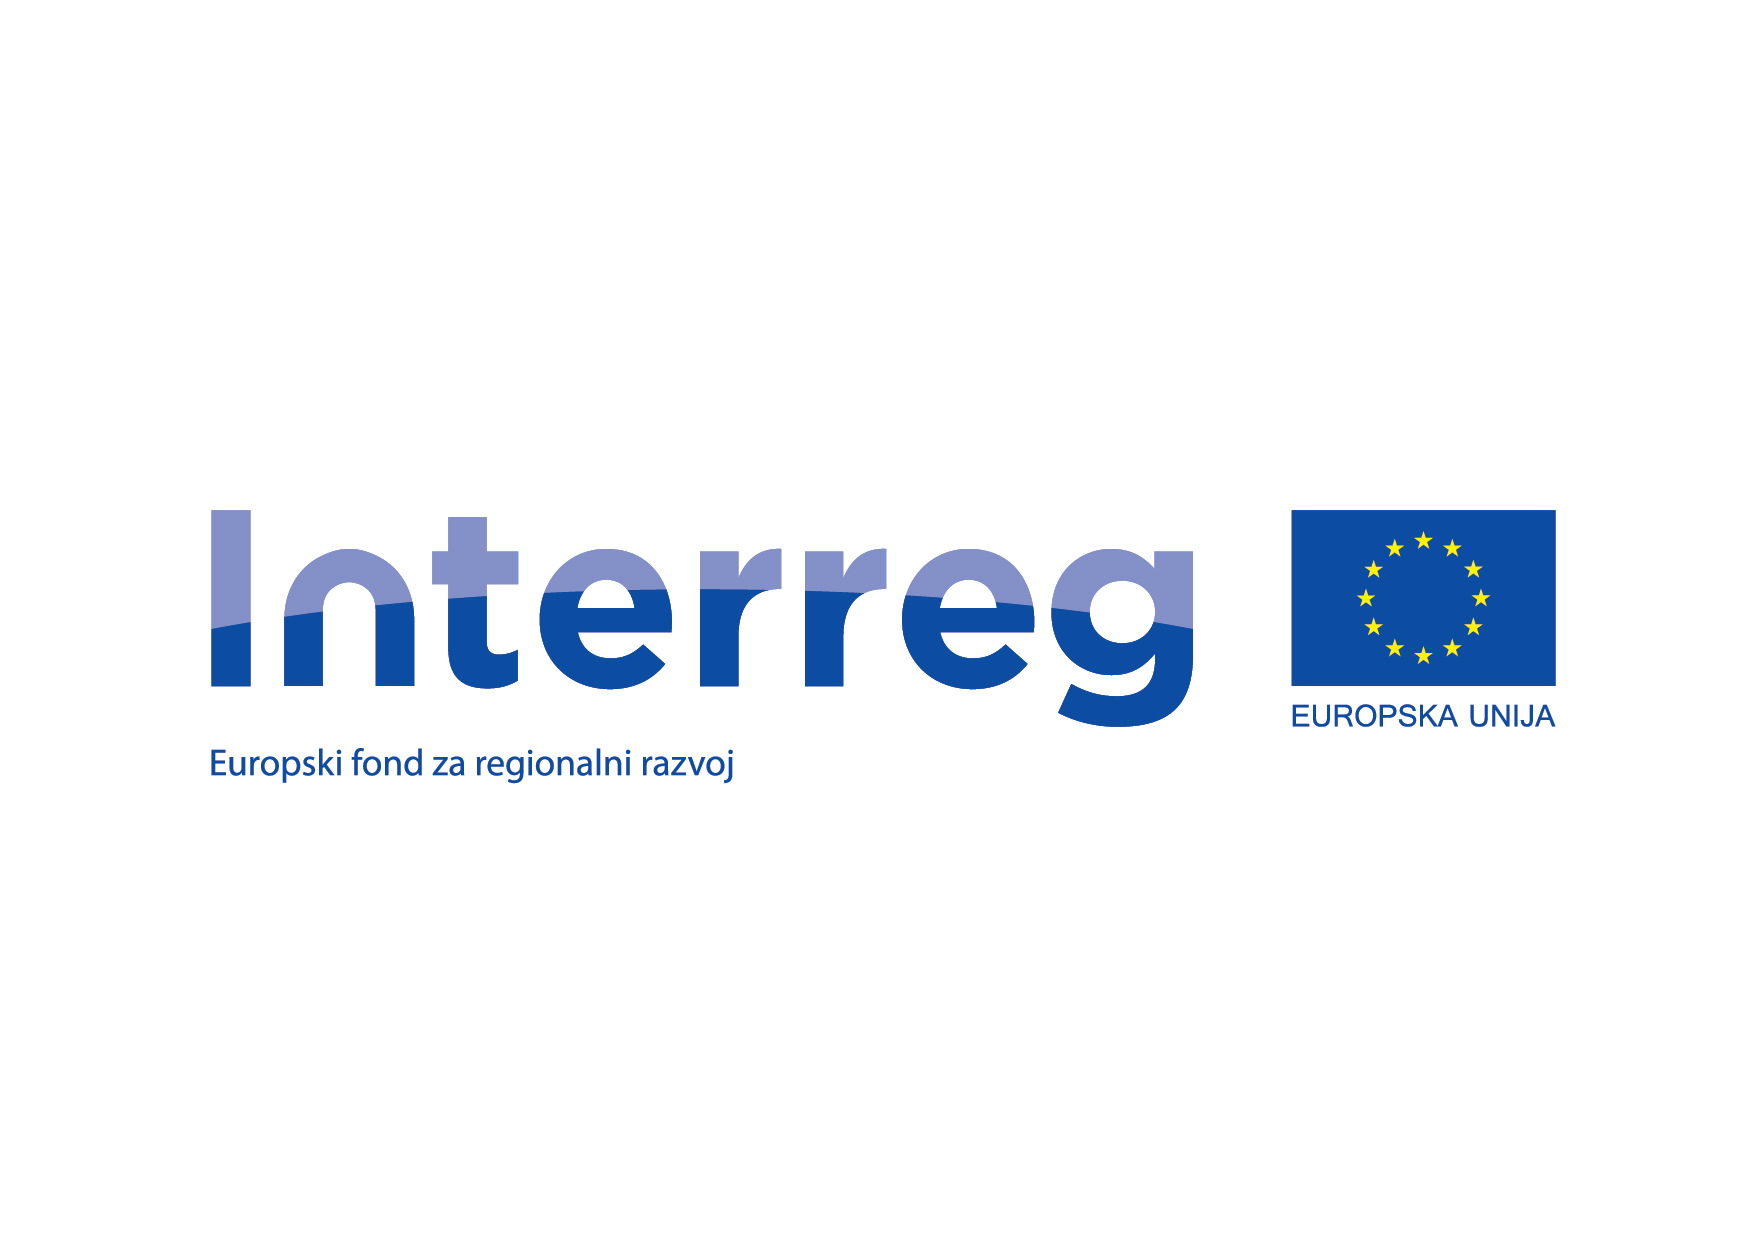 Interreg
EUROPSKA UNIJA
Europski fond za regionalni razvoj